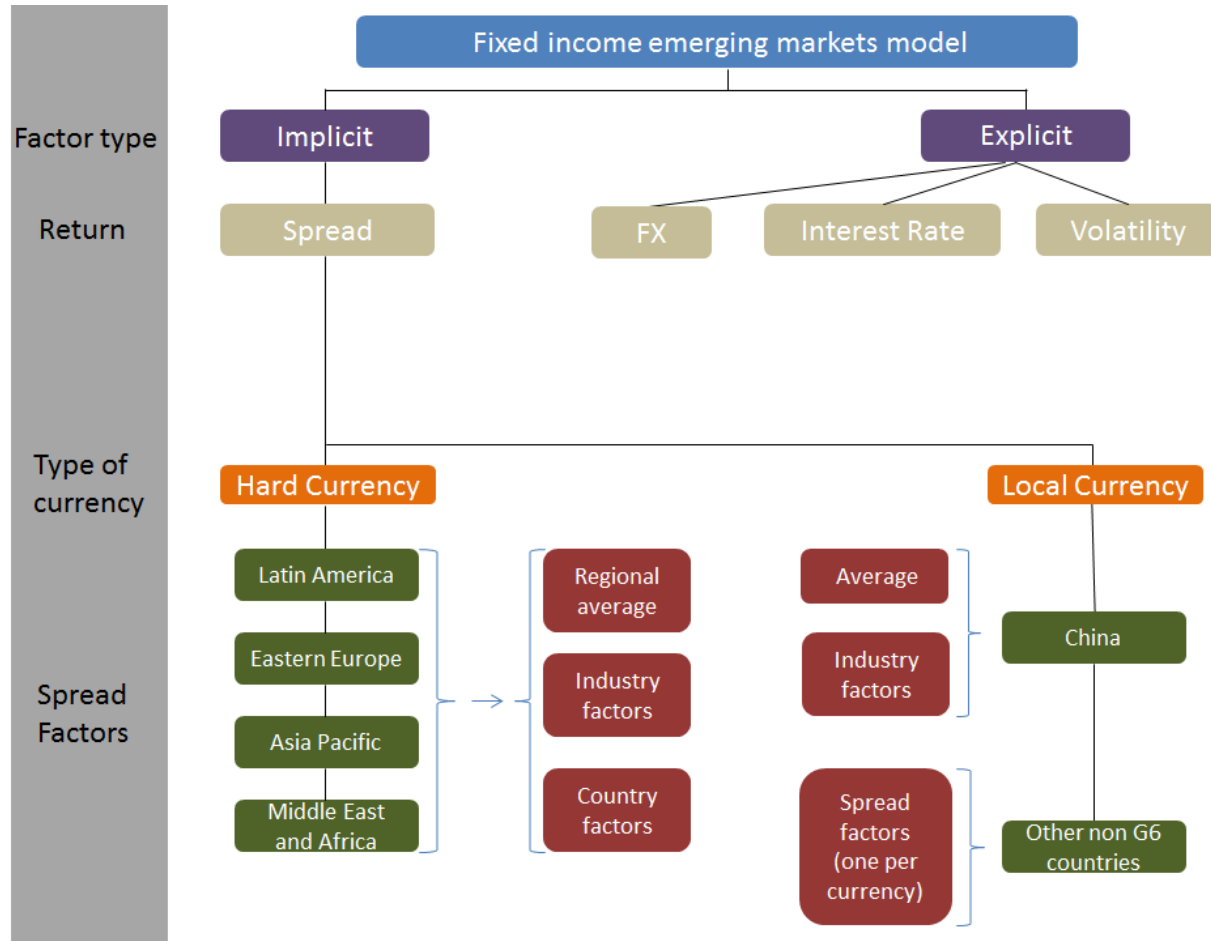 Fixed income emerging markets model
Factor type
Implicit
Explicit
Return
Spread
FX
Interest Rate
Volatility
Type of
currency
Hard Currency
Local Currency
Spread
Factors
Latin America
Eastern Europe
Asia Pacific
Middle East
and Africa
Regional
average
Industry
factors
Country
factors
Average
Industry
factors
Spread
factors
(one per
currency)
China
Other non G6
countries